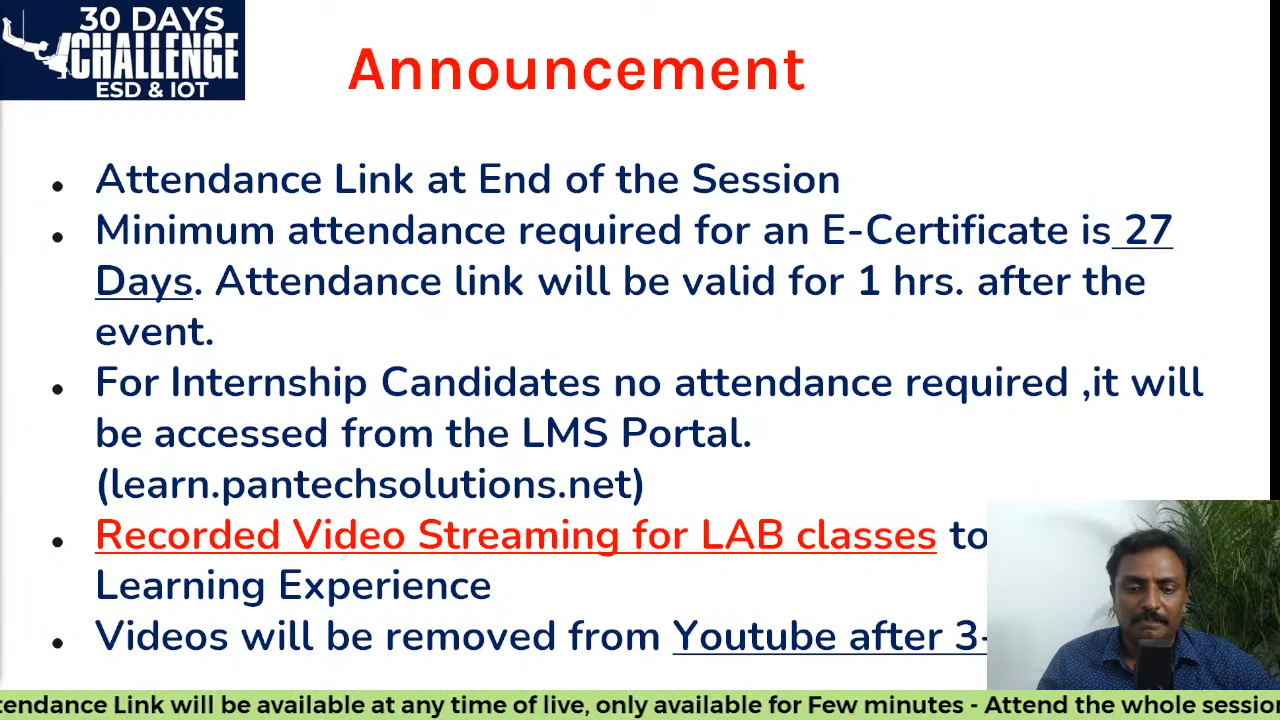 30 DAYS
CHALLENGE
ESD & IOT
Announcement
Attendance Link at End of the Session
Minimum attendance required for an E-Certificate is 27
Days. Attendance link will be valid for 1 hrs. after the
event.
For Internship Candidates no attendance required ,it will
be accessed from the LMS Portal.
(learn.pantechsolutions.net)
Recorded Video Streaming for LAB classes to
Learning Experience
Videos will be removed from Youtube after 3-
tendance Link will be available at any time of live, only available for Few minutes - Attend the whole session